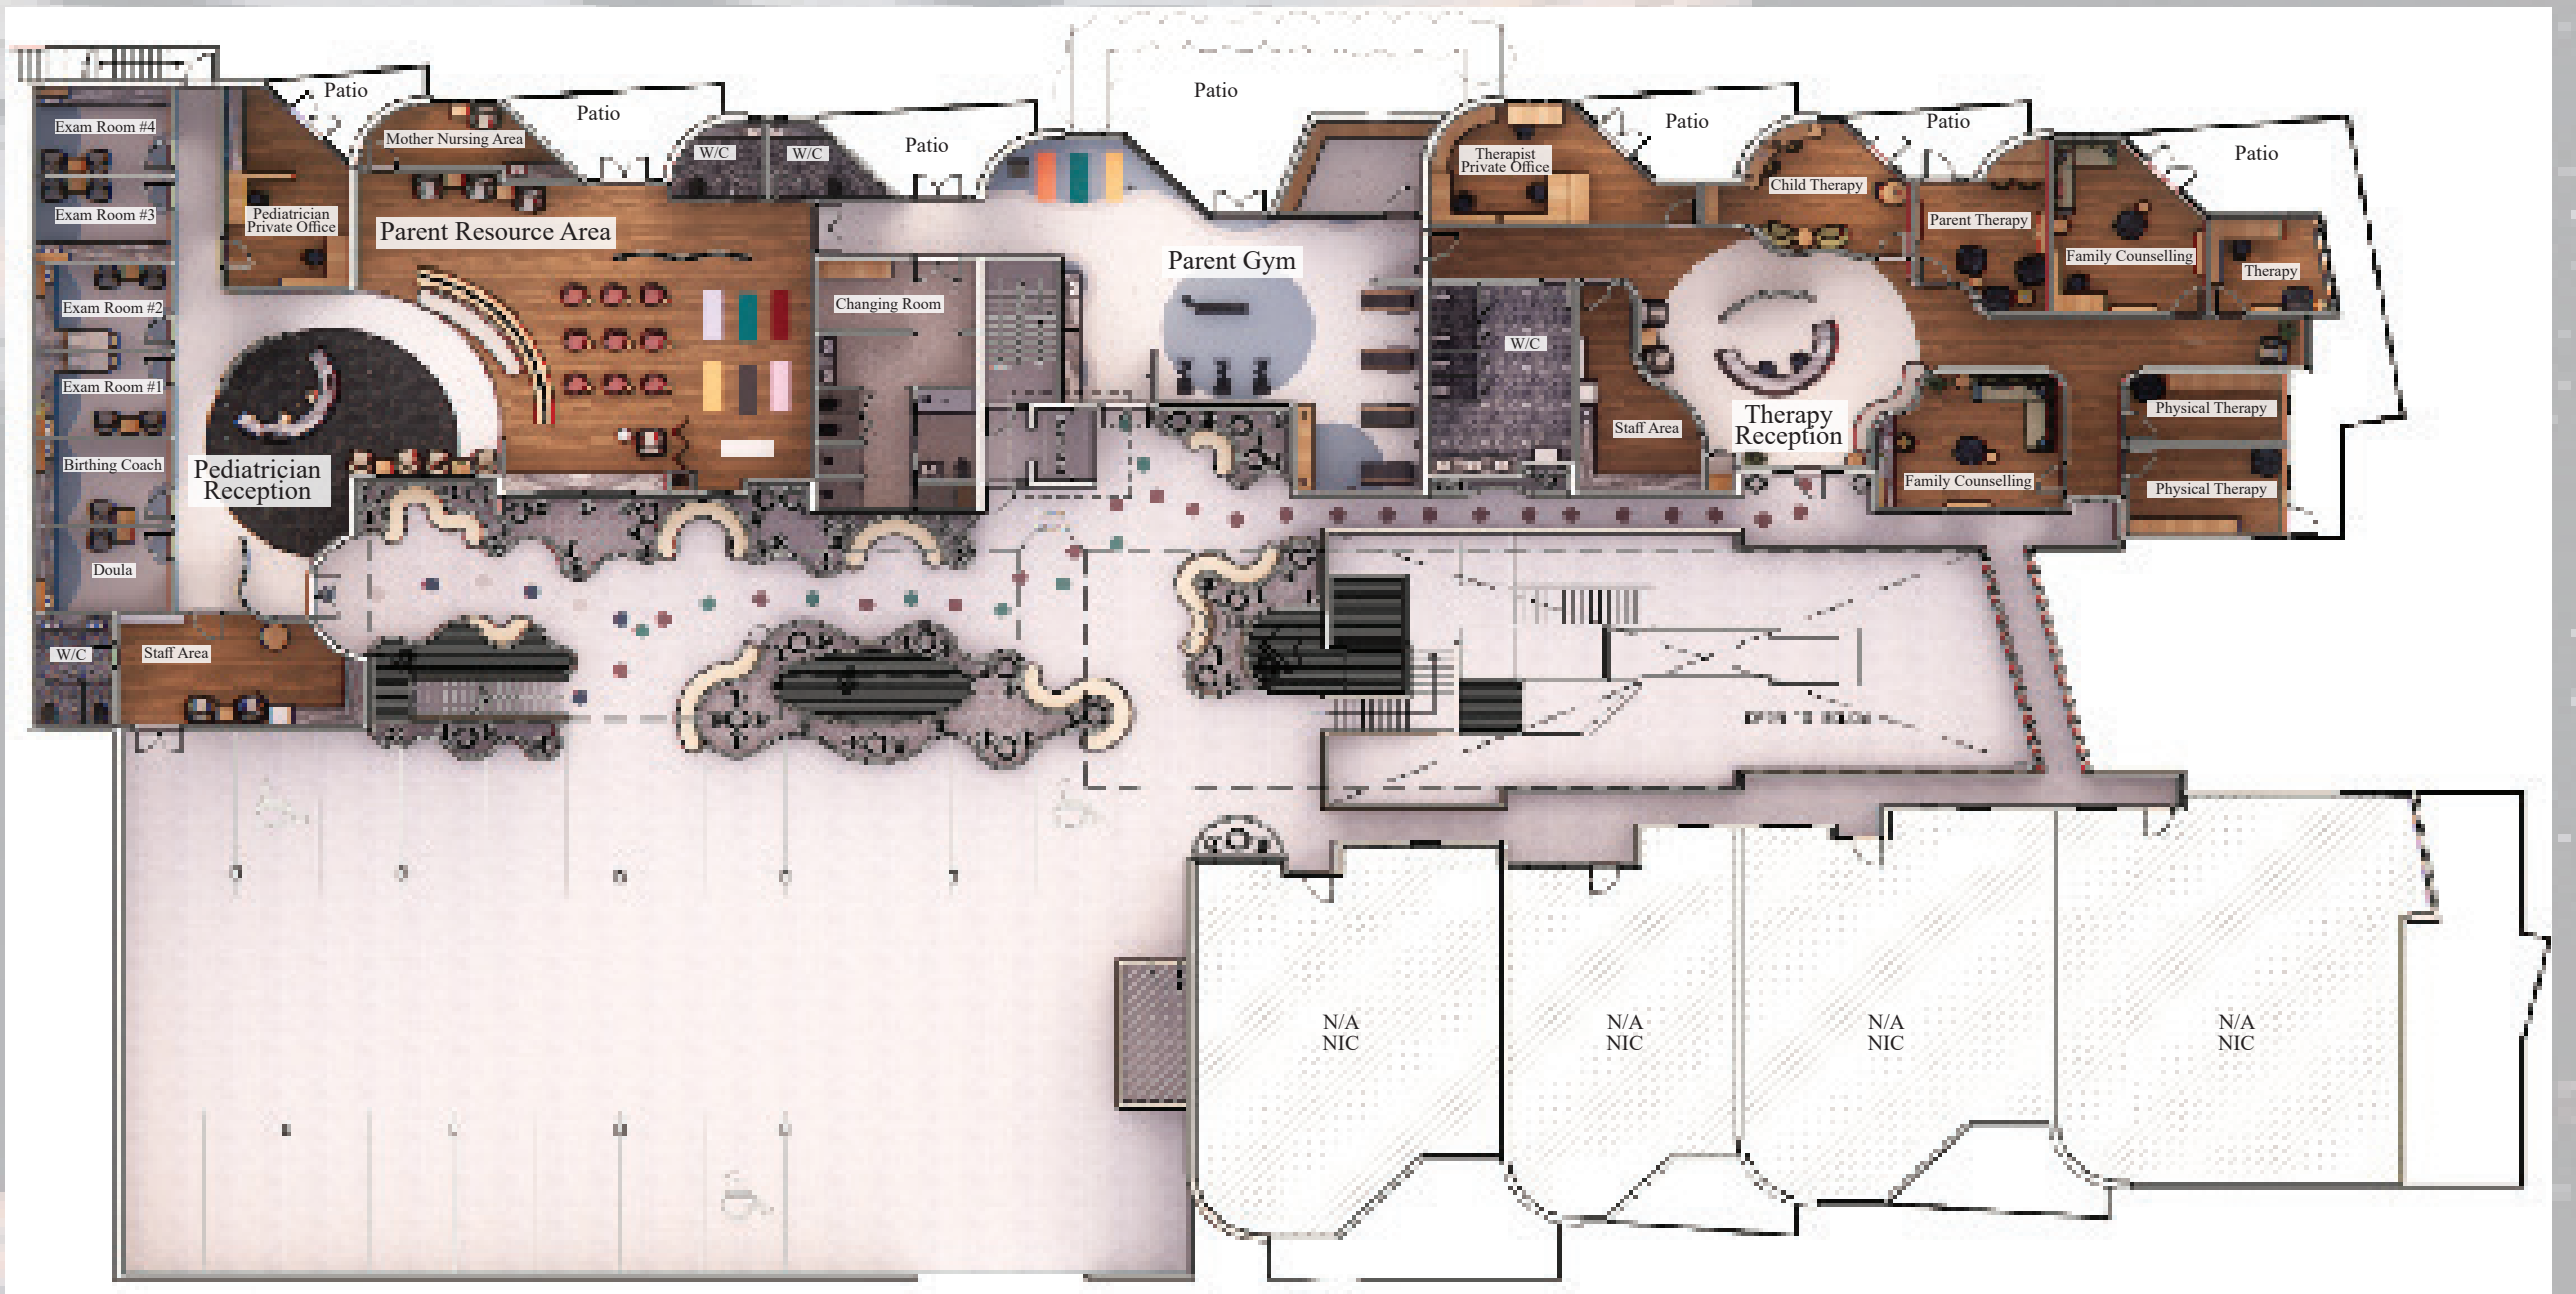 Patio
Patio
Patio
Patio
Patio
Patio
Patio
Exam Room #4
Mother Nursing Area
W/C
W/C
Therapist
Private Office
Child Therapy
Exam Room #3
Pediatrician
Private Office
Parent Resource Area
Parent Therapy
Family Counselling
Therapy
Parent Gym
Exam Room #2
Changing Room
W/C
Exam Room #1
Therapy
Reception
Staff Area
Physical Therapy
Birthing Coach
Pediatrician
Reception
Family Counselling
Physical Therapy
Doula
W/C
Staff Area
OPEN TO BELOW
N/A
NIC
N/A
NIC
N/A
NIC
N/A
NIC